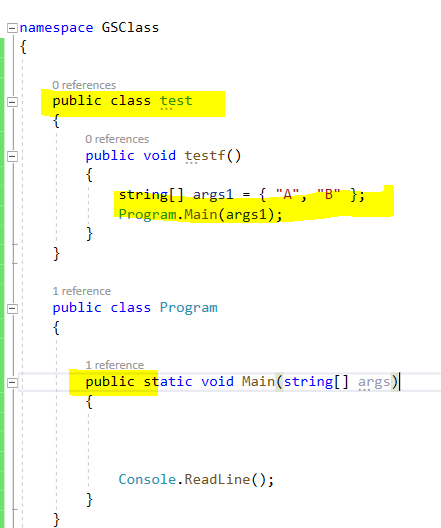 namespace GSClass
{
0 references
public class test
{
0 references
public void testf()
{
string[] args1 = { "A", "B" };
Program.Main(args1);
}
}
1 reference
public class Program
{
1 reference
public static void Main(string[] args)
{
Console.ReadLine();
}
}